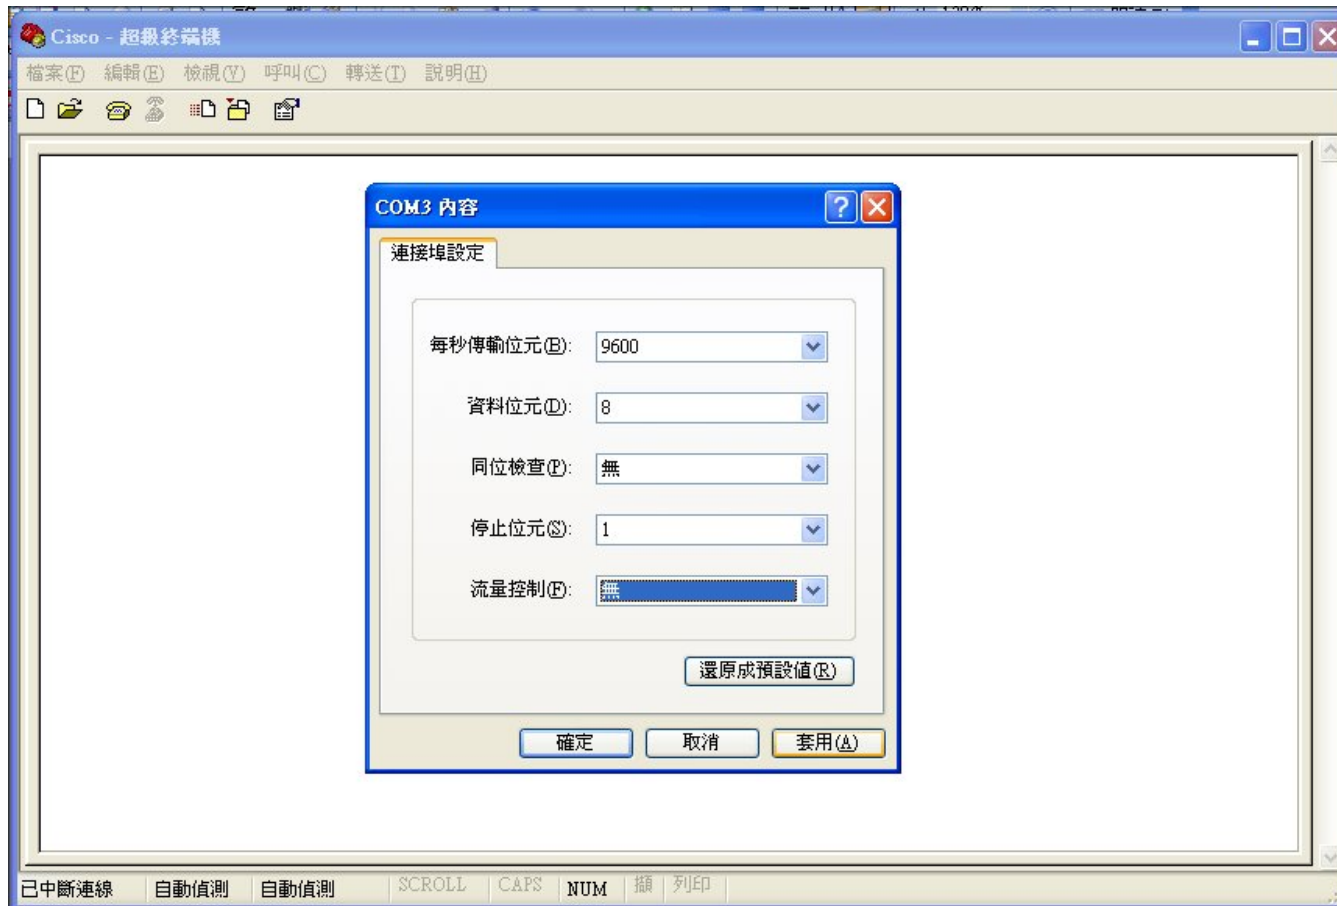 Cisco - 超級終端機
檔案(F) 編輯(E) 檢視(V) 呼叫(C) 轉送(T) 說明(H)
COM3 內容
連接埠設定
每秒傳輸位元(B): 9600
資料位元(D): 8
同位檢查(P): 無
停止位元(S): 1
流量控制(F): 無
還原成預設值(R)
確定 取消 套用(A)
已中斷連線 自動偵測 自動偵測 SCROLL CAPS NUM 擷 列印